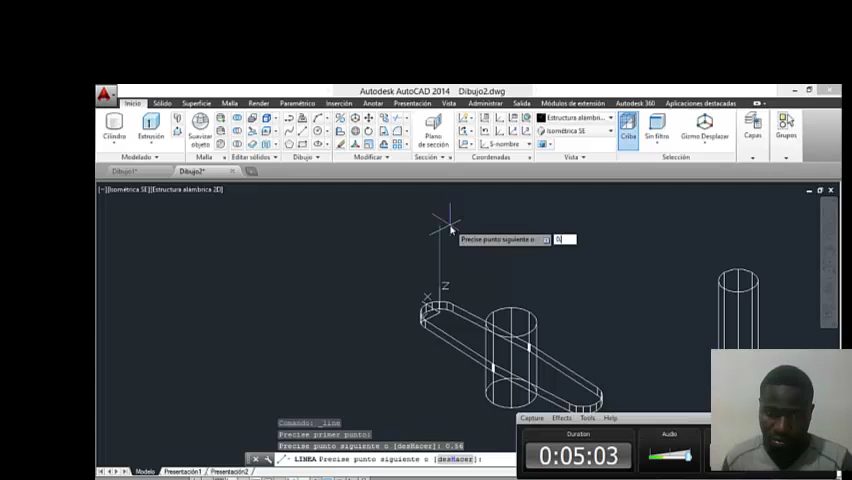 Autodesk AutoCAD 2014 Dibujo2.dwg
Inicio Sólido Superficie Malla Render Paramétrico Inserción Anotar Presentación Vista Administrar Salida Módulos de extensión Autodesk 360 Aplicaciones destacadas
Estructura alámbri...
Isométrica SE
S-nombre
Cilindro Extrusión Suavizar objeto Plano de sección Criba Sin filtro Gizmo Desplazar Capas Grupos
Modelado Malla Editar sólidos Dibujo Modificar Sección Coordenadas Vista Selección
Dibujo1* Dibujo2*
[−][Isométrica SE][Estructura alámbrica 2D]
Precise punto siguiente o 0.
Z
X
Comando: _line
Precise primer punto:
Precise punto siguiente o [desHacer]: 0.56
LINEA Precise punto siguiente o [desHacer]:
Modelo Presentación1 Presentación2
Capture Effects Tools Help
Duration Audio
0:05:03